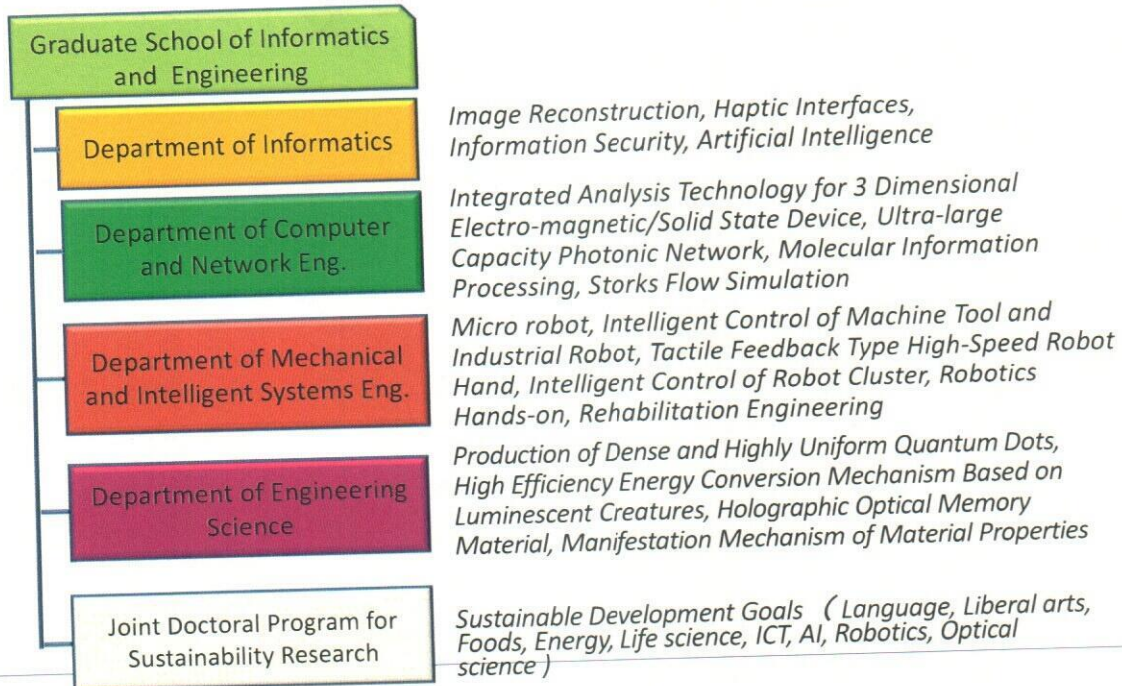 Graduate School of Informatics
and Engineering
Department of Informatics
Image Reconstruction, Haptic Interfaces,
Information Security, Artificial Intelligence
Department of Computer
and Network Eng.
Integrated Analysis Technology for 3 Dimensional
Electro-magnetic/Solid State Device, Ultra-large
Capacity Photonic Network, Molecular Information
Processing, Storks Flow Simulation
Department of Mechanical
and Intelligent Systems Eng.
Micro robot, Intelligent Control of Machine Tool and
Industrial Robot, Tactile Feedback Type High-Speed Robot
Hand, Intelligent Control of Robot Cluster, Robotics
Hands-on, Rehabilitation Engineering
Department of Engineering
Science
Production of Dense and Highly Uniform Quantum Dots,
High Efficiency Energy Conversion Mechanism Based on
Luminescent Creatures, Holographic Optical Memory
Material, Manifestation Mechanism of Material Properties
Joint Doctoral Program for
Sustainability Research
Sustainable Development Goals ( Language, Liberal arts,
Foods, Energy, Life science, ICT, AI, Robotics, Optical
science )